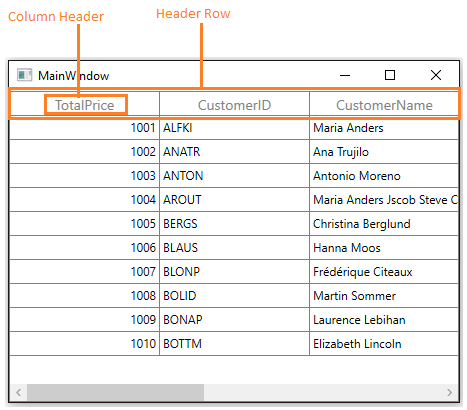 Column Header Header Row
MainWindow
TotalPrice CustomerID CustomerName
1001 ALFKI Maria Anders
1002 ANATR Ana Trujilo
1003 ANTON Antonio Moreno
1004 AROUT Maria Anders Jscob Steve C
1005 BERGS Christina Berglund
1006 BLAUS Hanna Moos
1007 BLONP Frédérique Citeaux
1008 BOLID Martin Sommer
1009 BONAP Laurence Lebihan
1010 BOTTM Elizabeth Lincoln